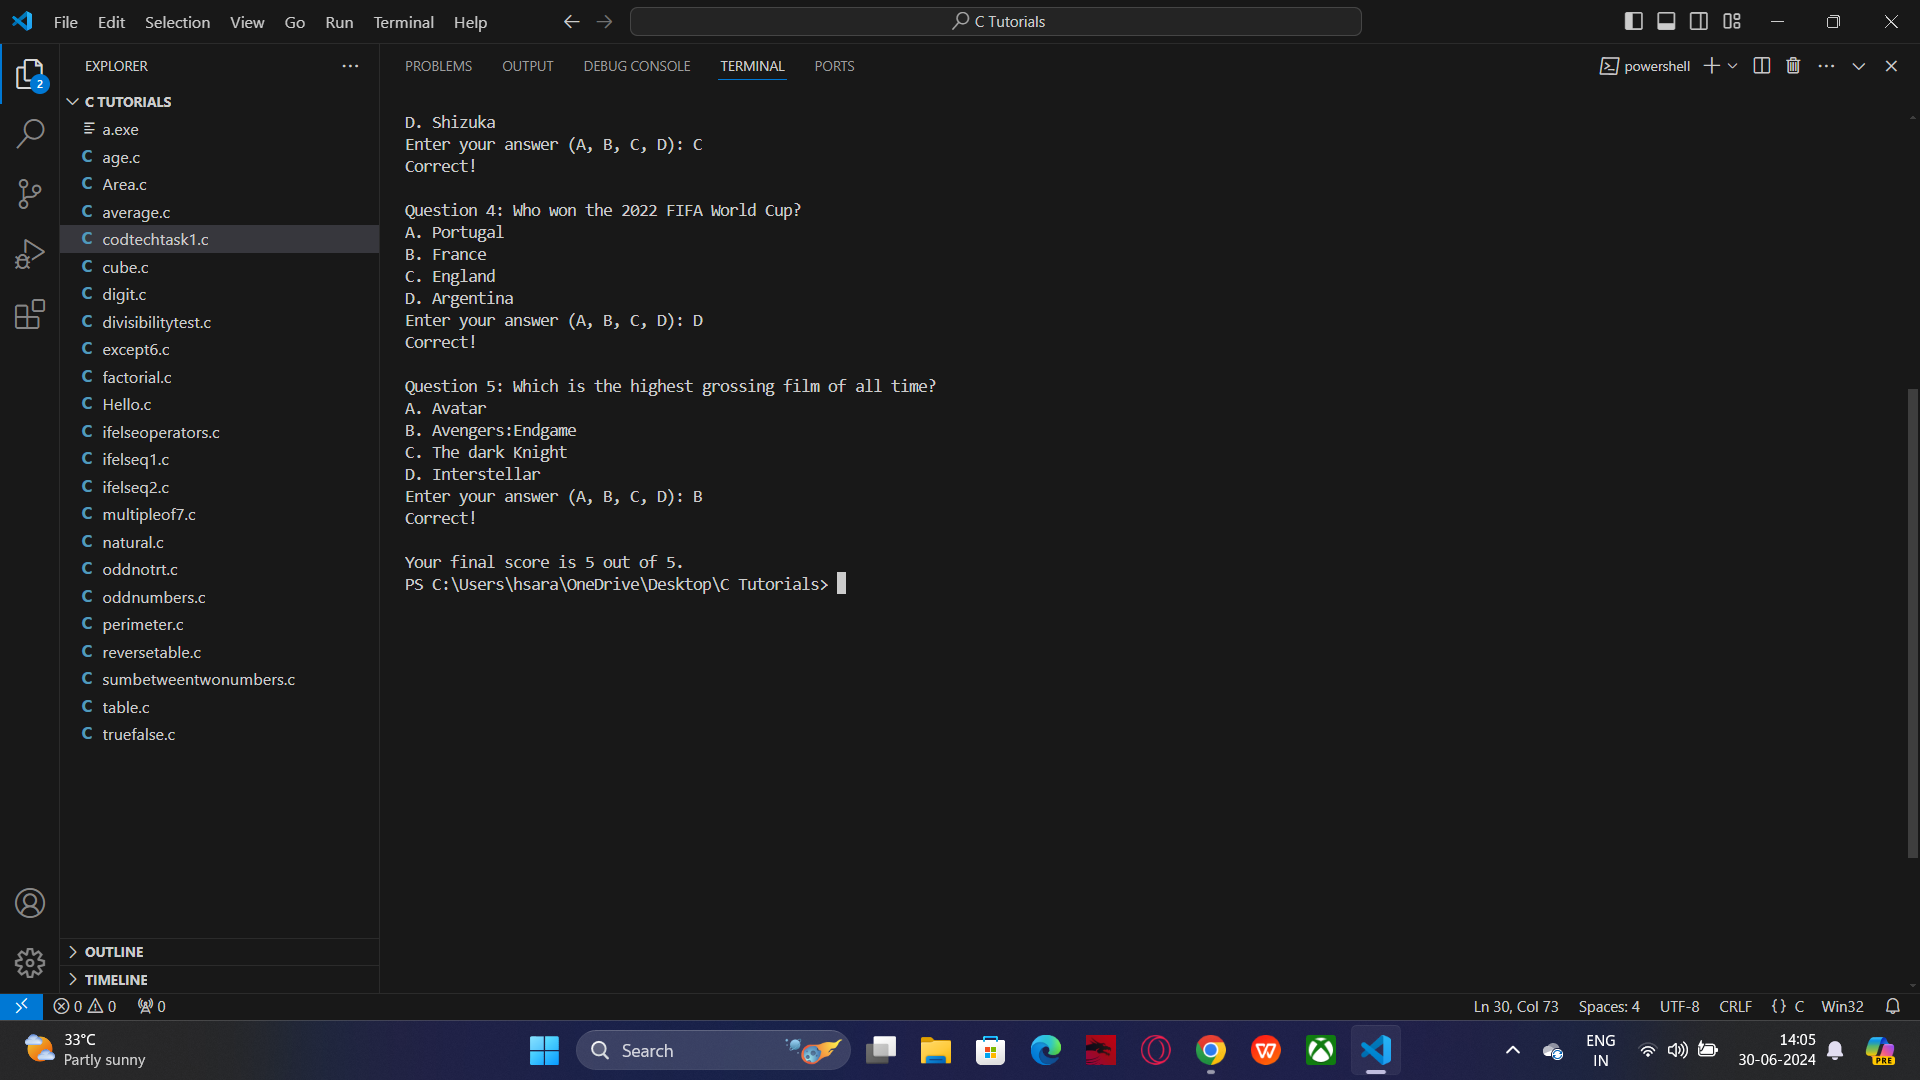 File Edit Selection View Go Run Terminal Help
C Tutorials
EXPLORER
PROBLEMS OUTPUT DEBUG CONSOLE TERMINAL PORTS
powershell
2
C TUTORIALS
a.exe
C age.c
C Area.c
C average.c
C codtechtask1.c
C cube.c
C digit.c
C divisibilitytest.c
C except6.c
C factorial.c
C Hello.c
C ifelseoperators.c
C ifelseq1.c
C ifelseq2.c
C multipleof7.c
C natural.c
C oddnotrt.c
C oddnumbers.c
C perimeter.c
C reversetable.c
C sumbetweentwonumbers.c
C table.c
C truefalse.c
OUTLINE
TIMELINE
D. Shizuka
Enter your answer (A, B, C, D): C
Correct!
Question 4: Who won the 2022 FIFA World Cup?
A. Portugal
B. France
C. England
D. Argentina
Enter your answer (A, B, C, D): D
Correct!
Question 5: Which is the highest grossing film of all time?
A. Avatar
B. Avengers:Endgame
C. The dark Knight
D. Interstellar
Enter your answer (A, B, C, D): B
Correct!
Your final score is 5 out of 5.
PS C:\Users\hsara\OneDrive\Desktop\C Tutorials>
0 0 0
Ln 30, Col 73 Spaces: 4 UTF-8 CRLF {} C Win32
33°C
Partly sunny
Search
W
ENG
IN
14:05
30-06-2024
PRE